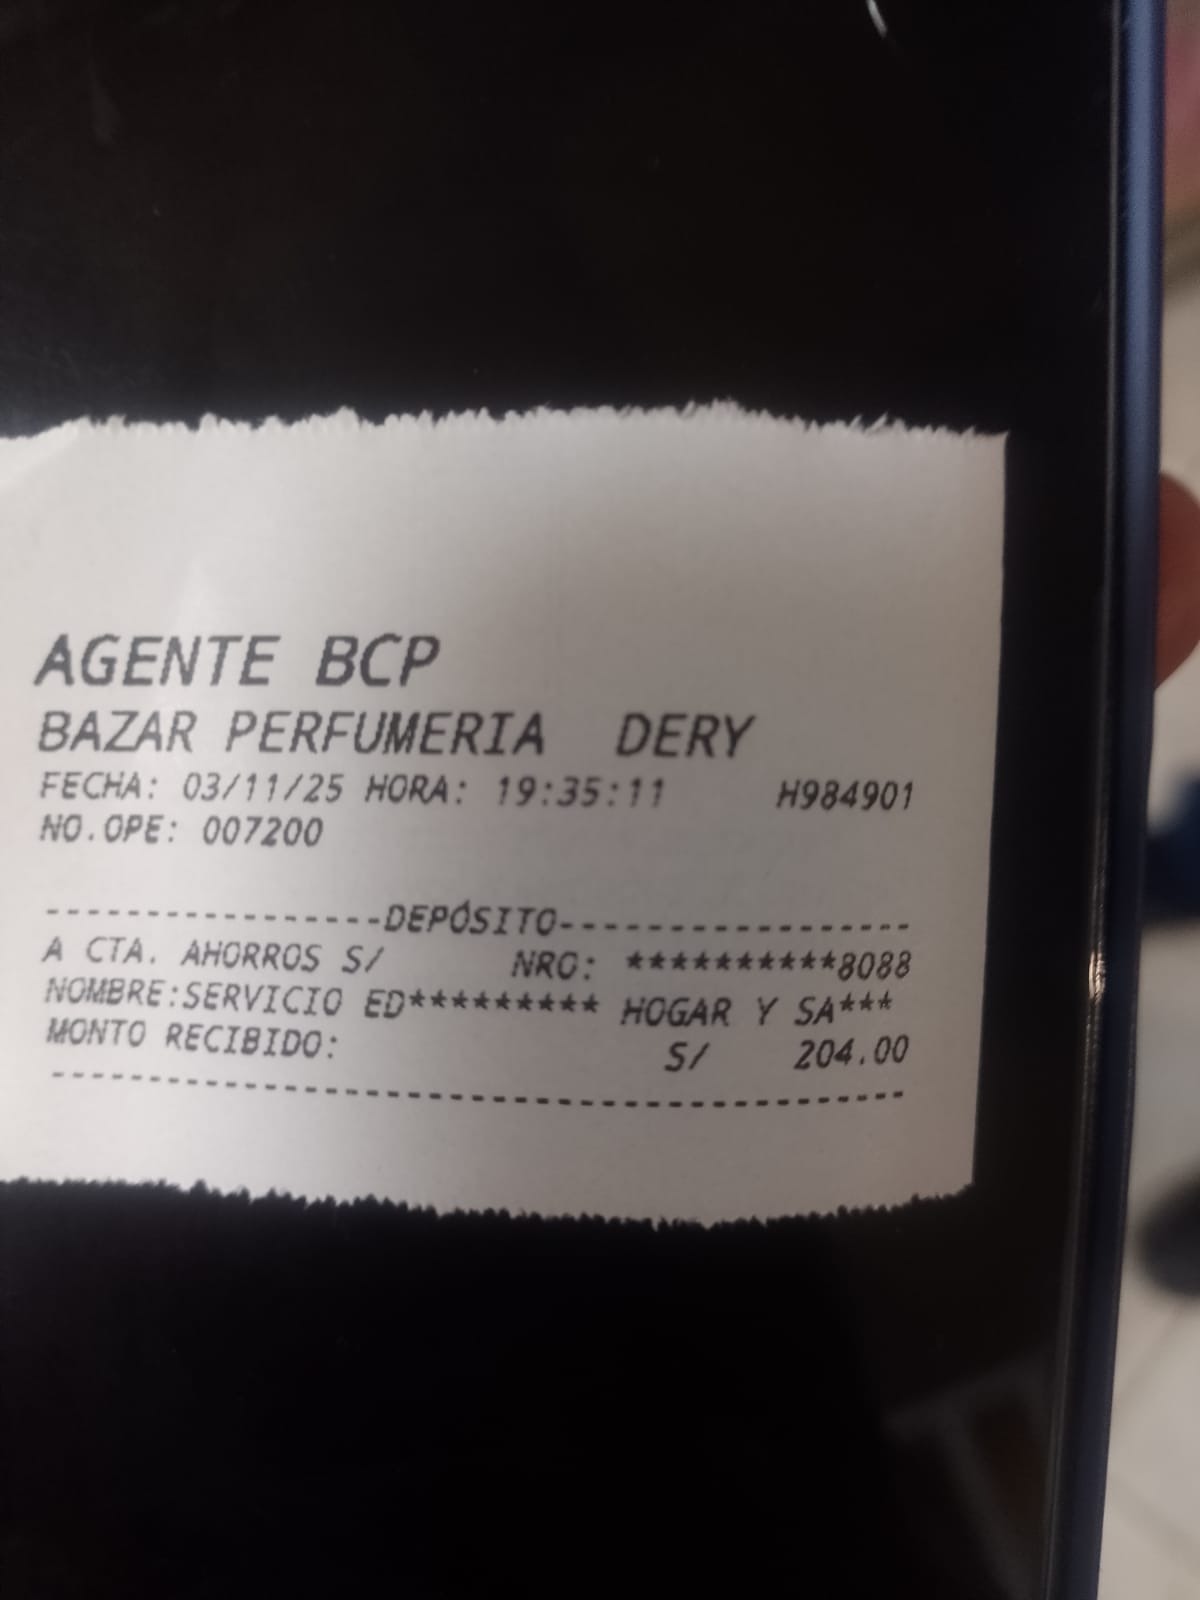 AGENTE BCP
BAZAR PERFUMERIA DERY
FECHA: 03/11/25 HORA: 19:35:11 H984901
NO.OPE: 007200
-----------------DEPÓSITO------------------
A CTA. AHORROS S/ NRO: **********8088
NOMBRE:SERVICIO ED********* HOGAR Y SA***
MONTO RECIBIDO: S/ 204.00
-------------------------------------------